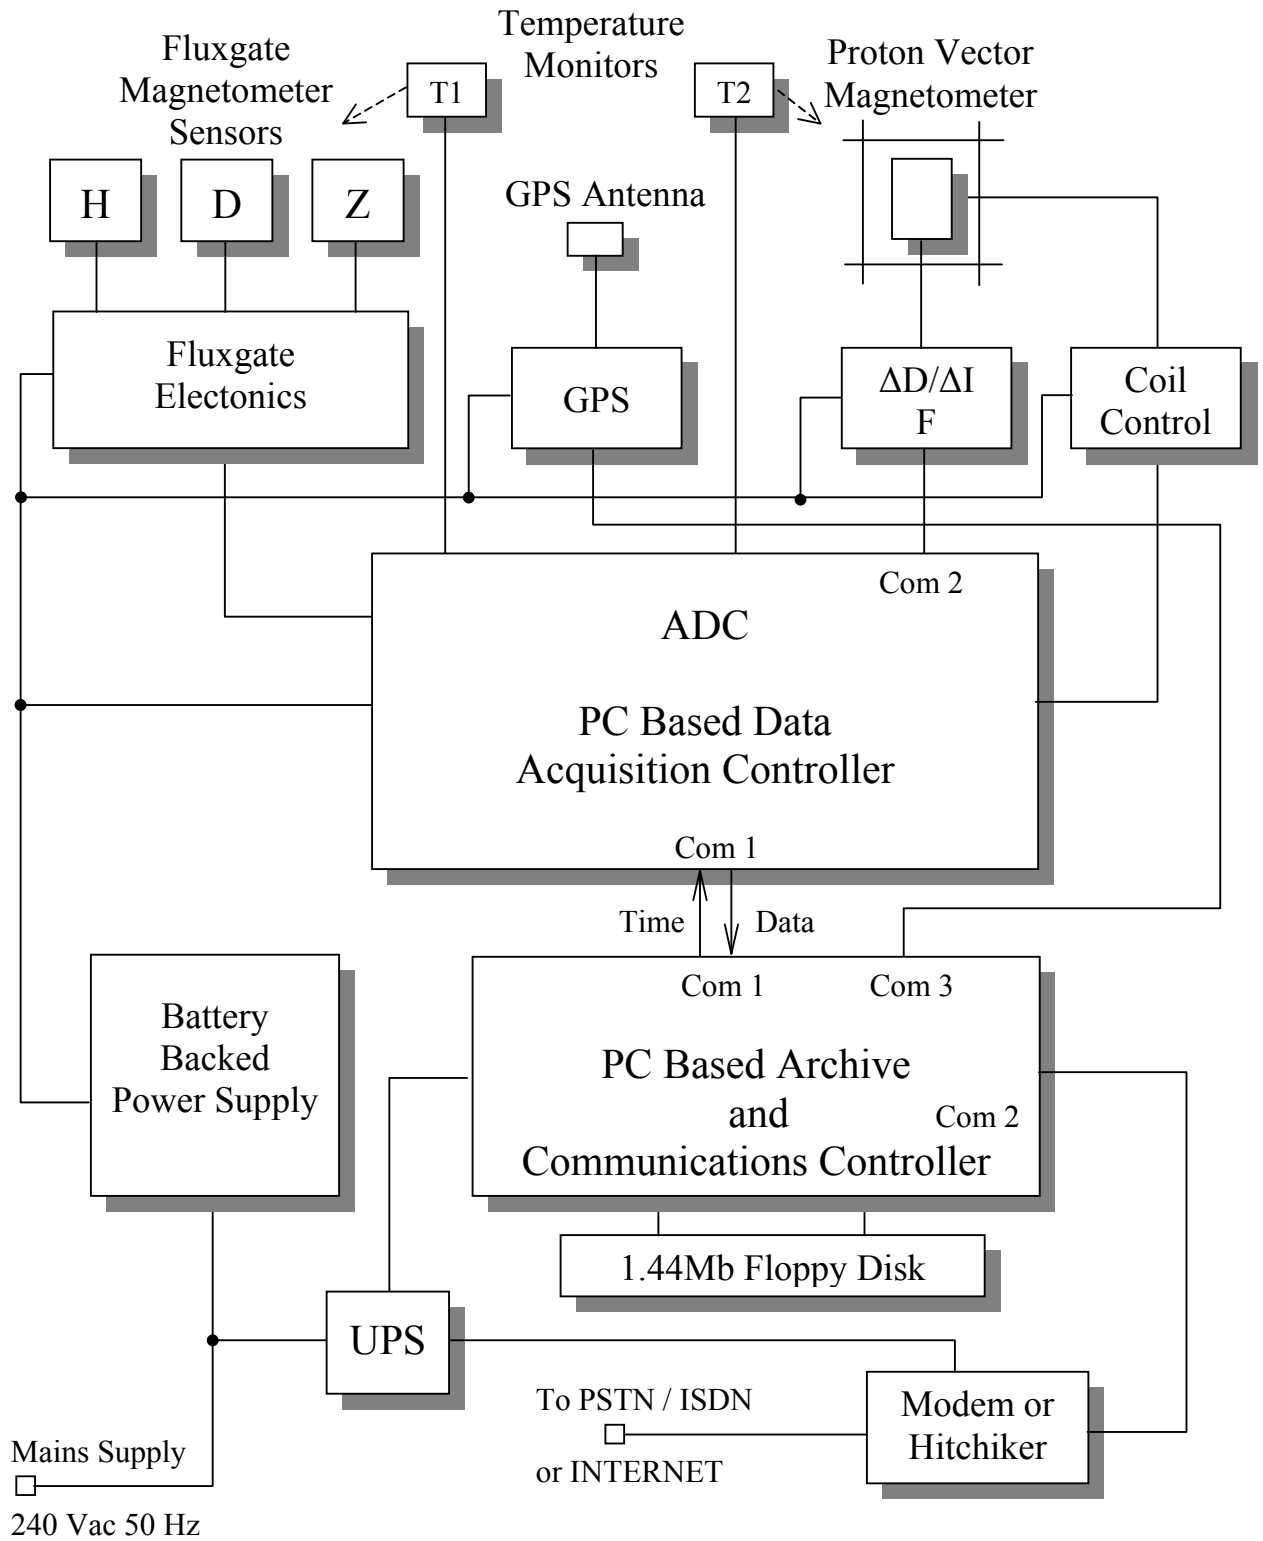 Temperature
Monitors
Fluxgate
Magnetometer
Sensors
Proton Vector
Magnetometer
T1
T2
H
D
Z
GPS Antenna
Fluxgate
Electonics
GPS
ΔD/ΔI
F
Coil
Control
Com 2
ADC
PC Based Data
Acquisition Controller
Com 1
Time
Data
Com 1
Com 3
Battery
Backed
Power Supply
PC Based Archive
and
Com 2
Communications Controller
1.44Mb Floppy Disk
UPS
To PSTN / ISDN
or INTERNET
Modem or
Hitchiker
Mains Supply
240 Vac 50 Hz